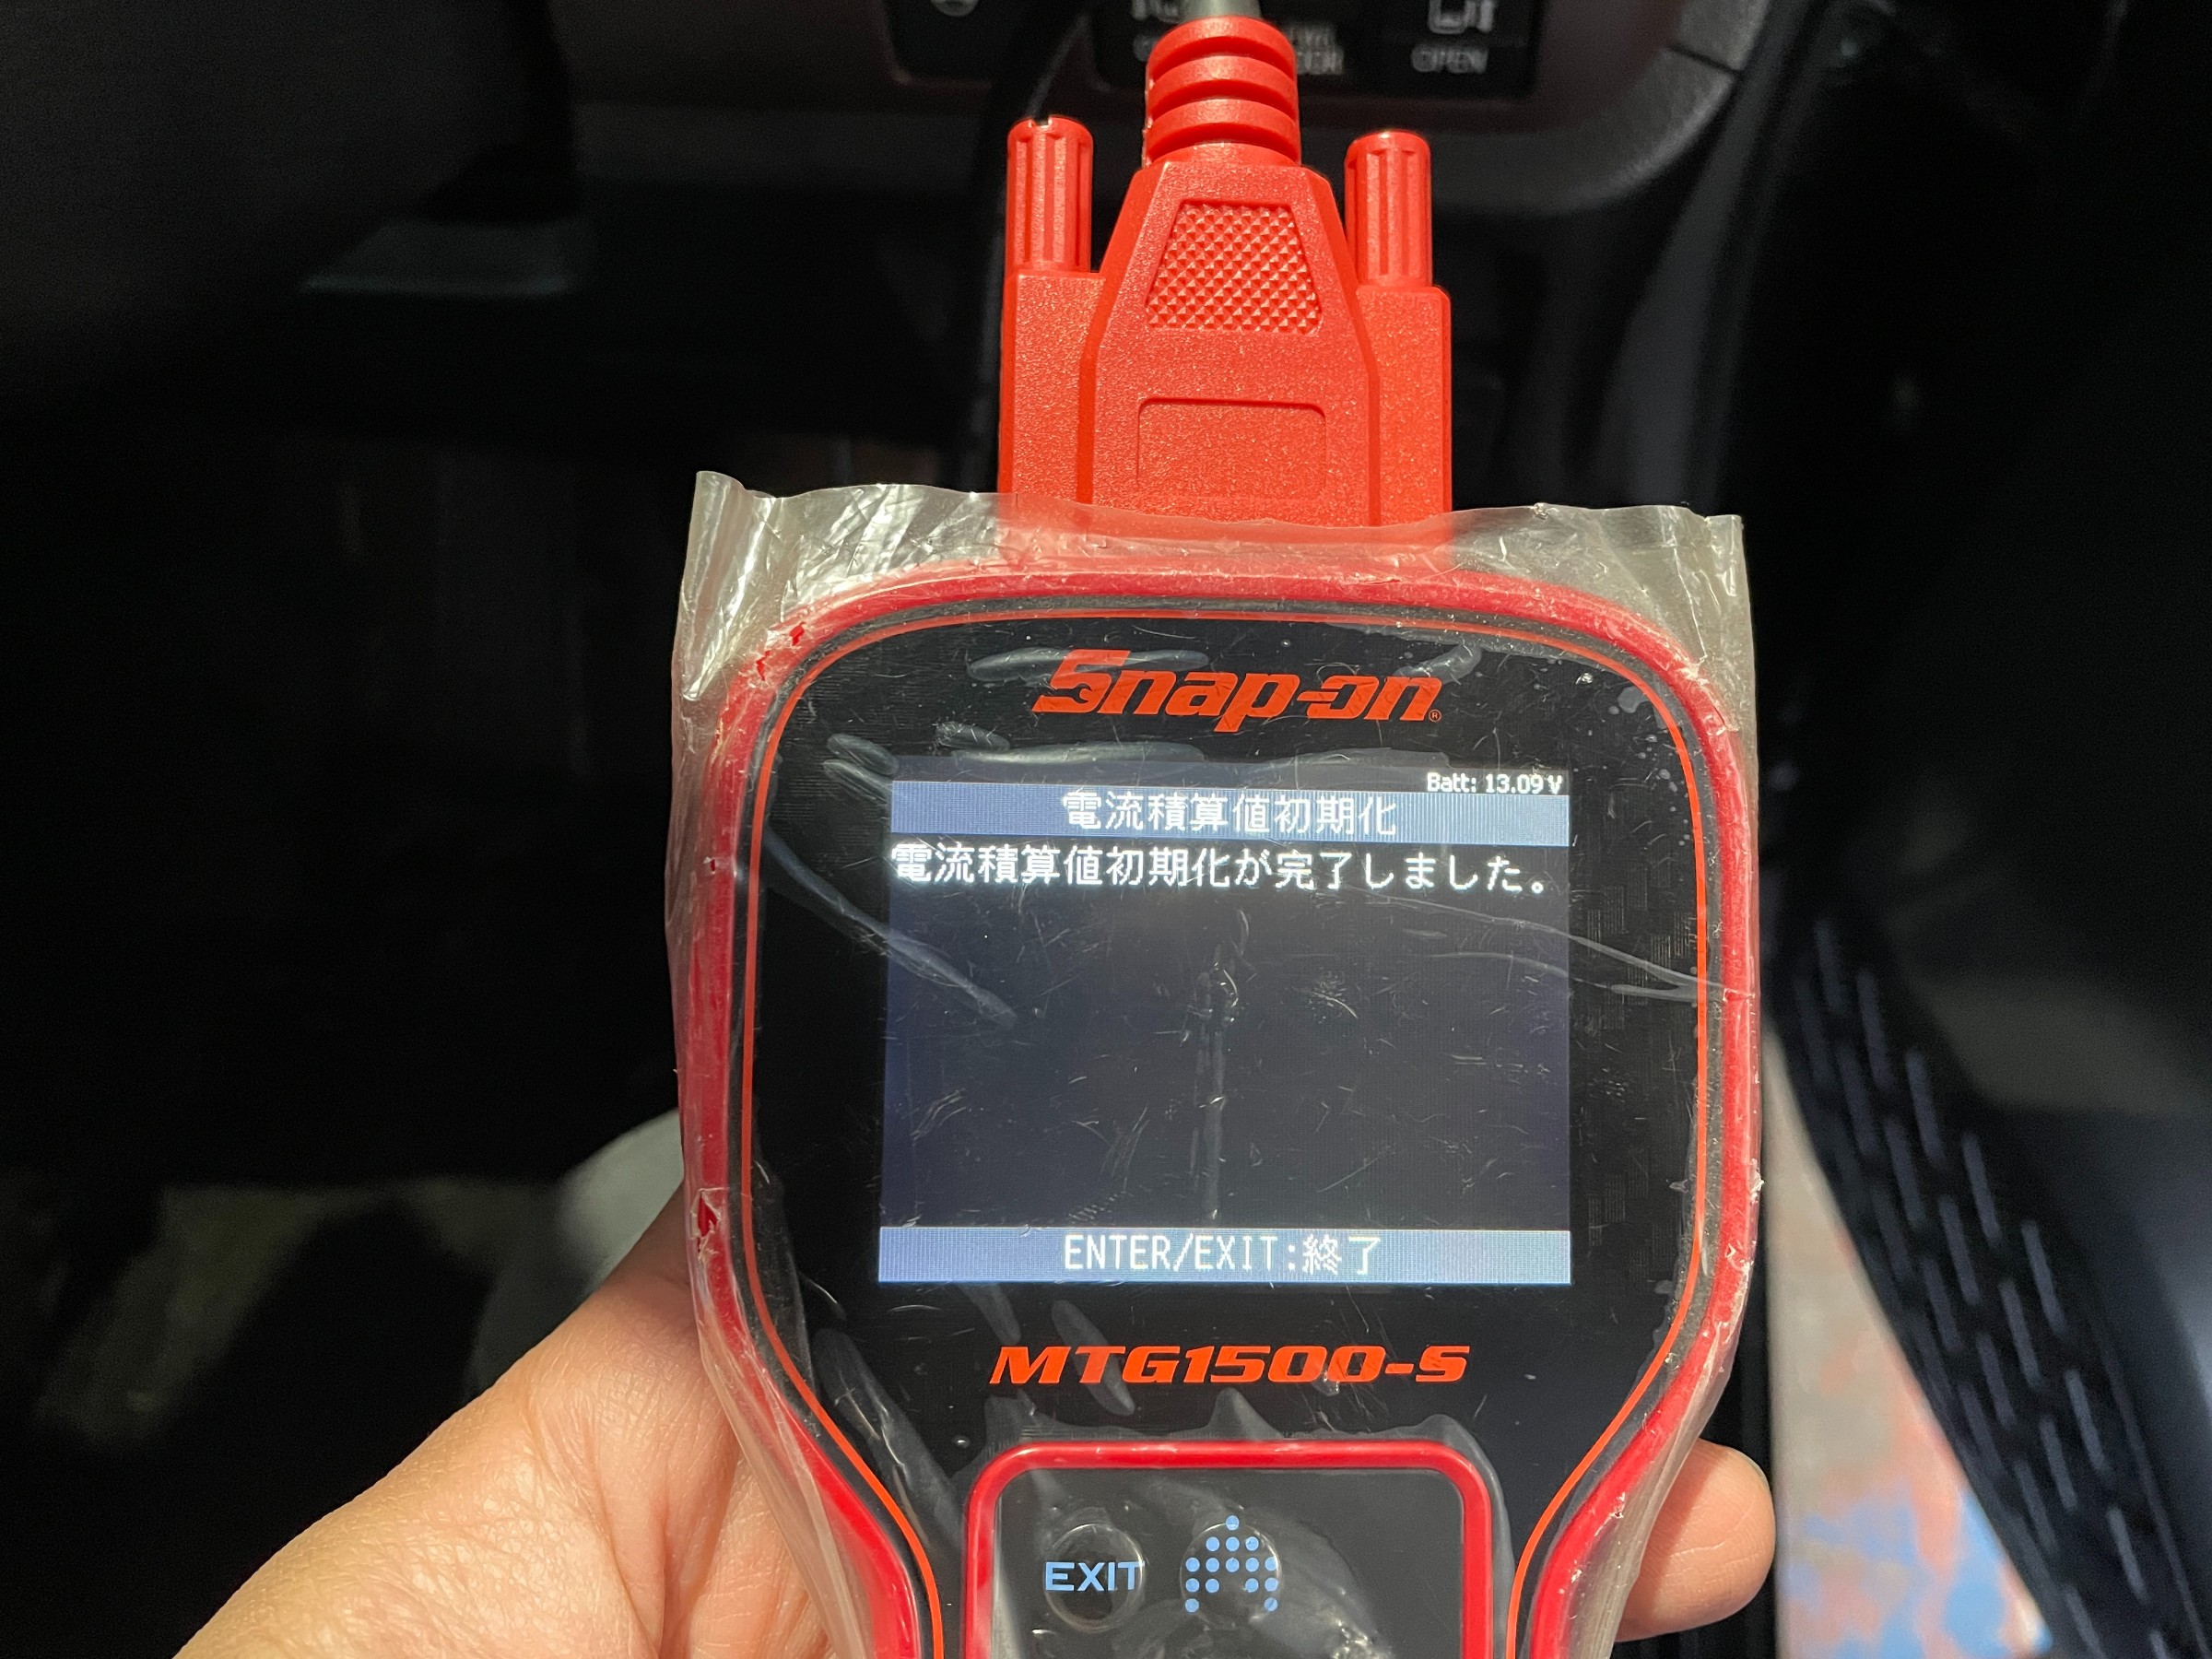 OPEN
Snap-on®
Batt: 13.09 V
電流積算値初期化
電流積算値初期化が完了しました。
ENTER/EXIT:終了
MTG1500-S
EXIT